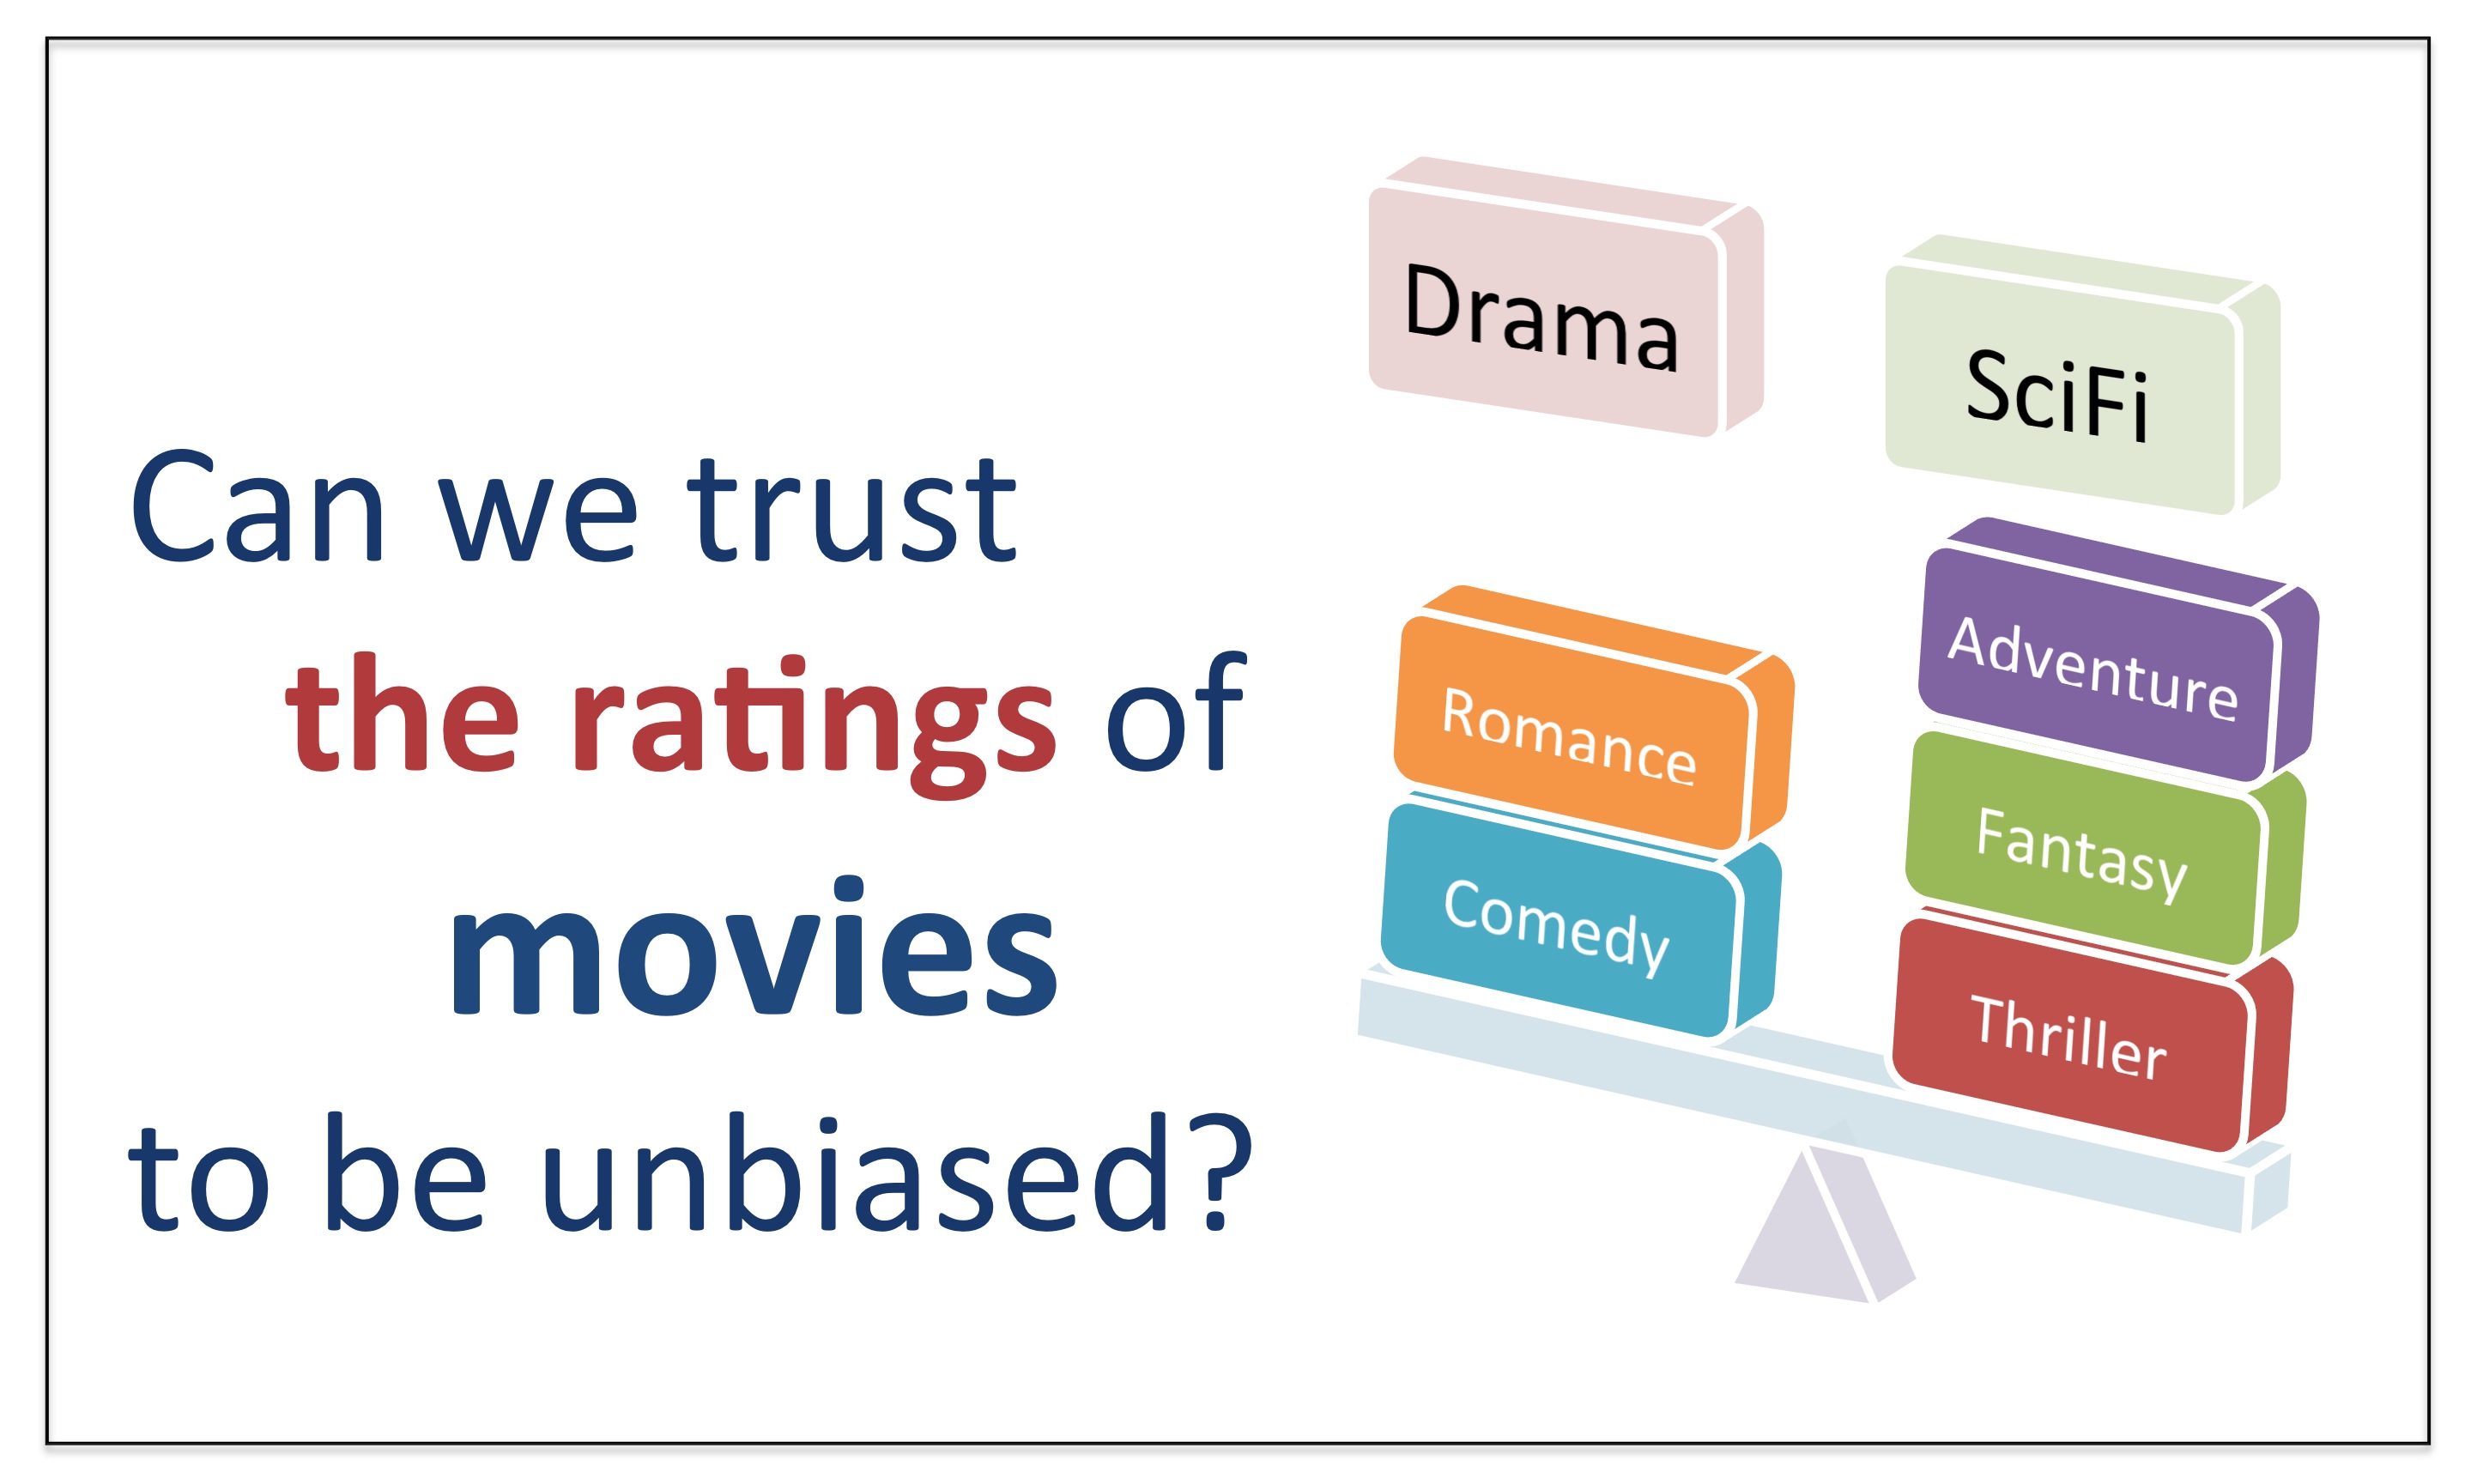 Can we trust
the ratings of
movies
to be unbiased?
Drama
SciFi
Romance
Comedy
Adventure
Fantasy
Thriller